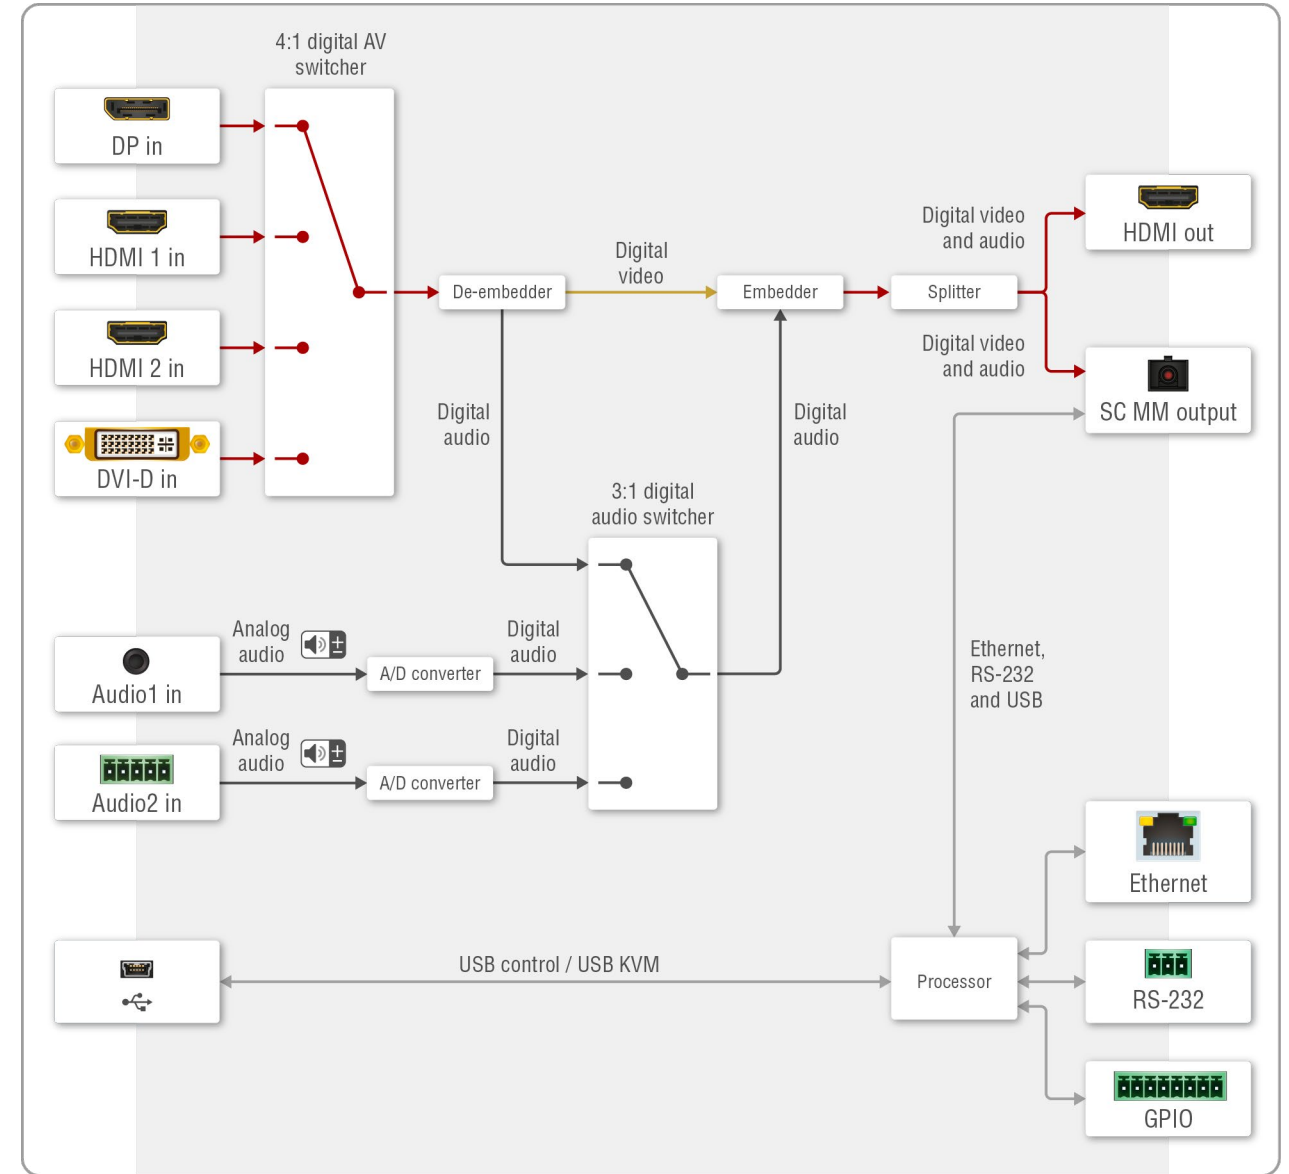 4:1 digital AV
switcher
DP in
HDMI 1 in
HDMI 2 in
DVI-D in
De-embedder
Digital
video
Embedder
Splitter
Digital video
and audio
HDMI out
Digital video
and audio
SC MM output
Digital
audio
Digital
audio
3:1 digital
audio switcher
Analog
audio
Digital
audio
Audio1 in
A/D converter
Analog
audio
Digital
audio
Audio2 in
A/D converter
Ethernet,
RS-232
and USB
Ethernet
USB control / USB KVM
Processor
RS-232
GPIO